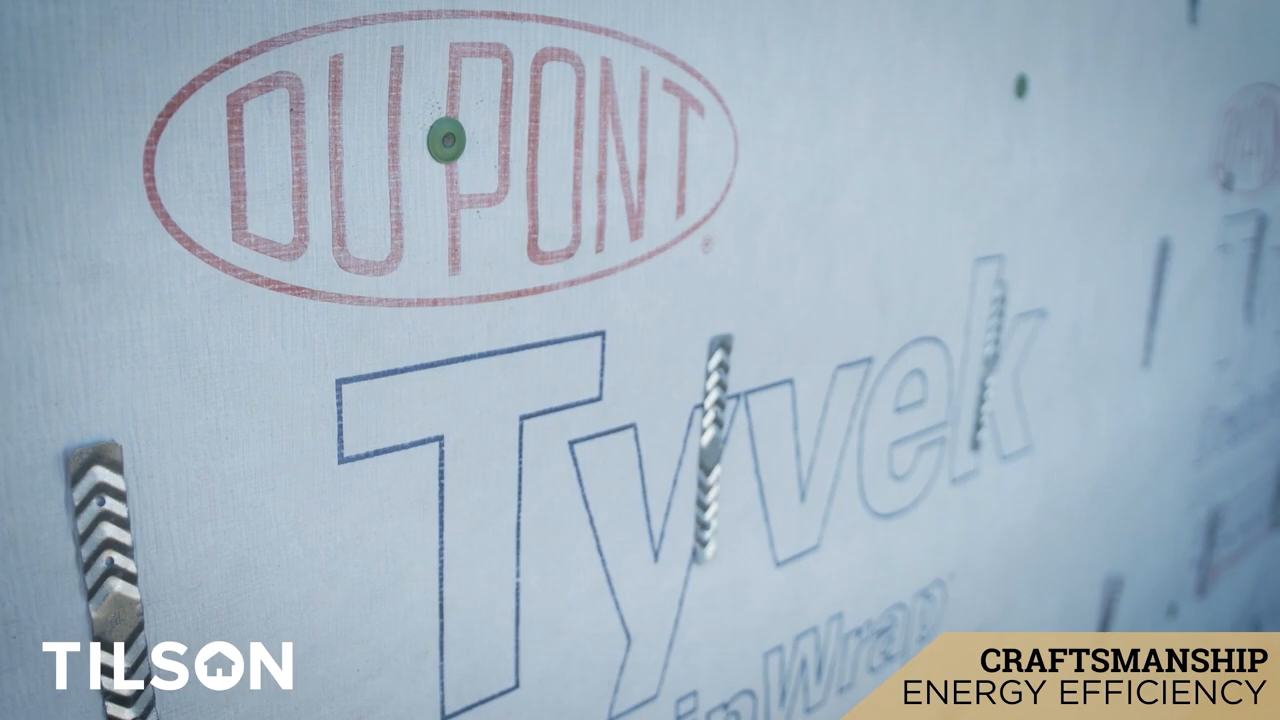 DUPONT
®
Tyvek
TILSON
CRAFTSMANSHIP
ENERGY EFFICIENCY